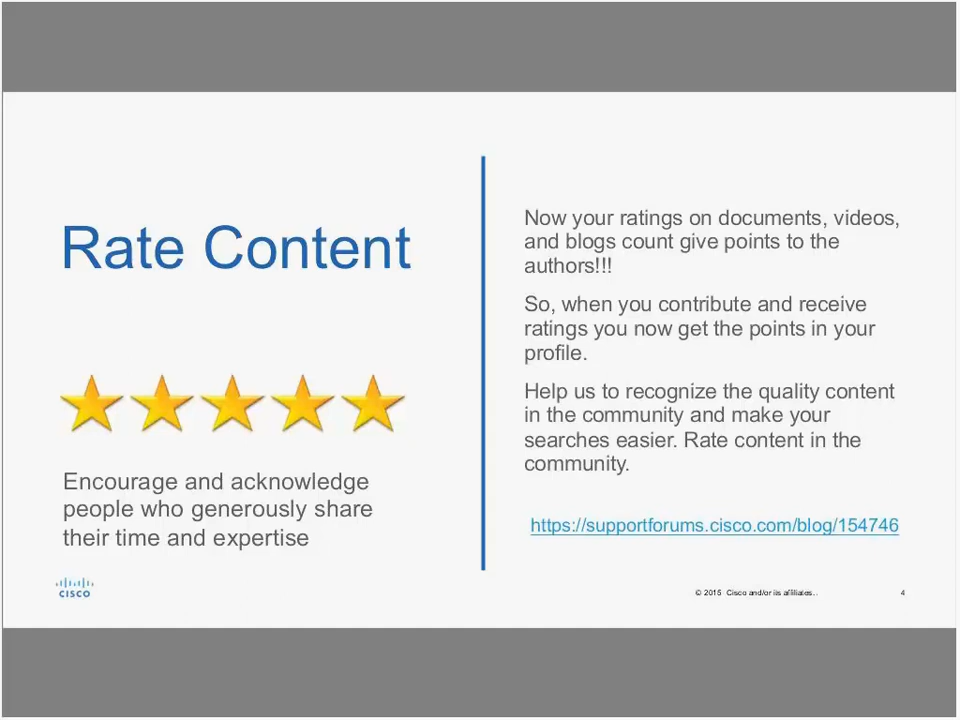 Rate Content
Encourage and acknowledge
people who generously share
their time and expertise
Now your ratings on documents, videos,
and blogs count give points to the
authors!!!
So, when you contribute and receive
ratings you now get the points in your
profile.
Help us to recognize the quality content
in the community and make your
searches easier. Rate content in the
community.
https://supportforums.cisco.com/blog/154746
CISCO
© 2015 Cisco and/or its affiliates..
4